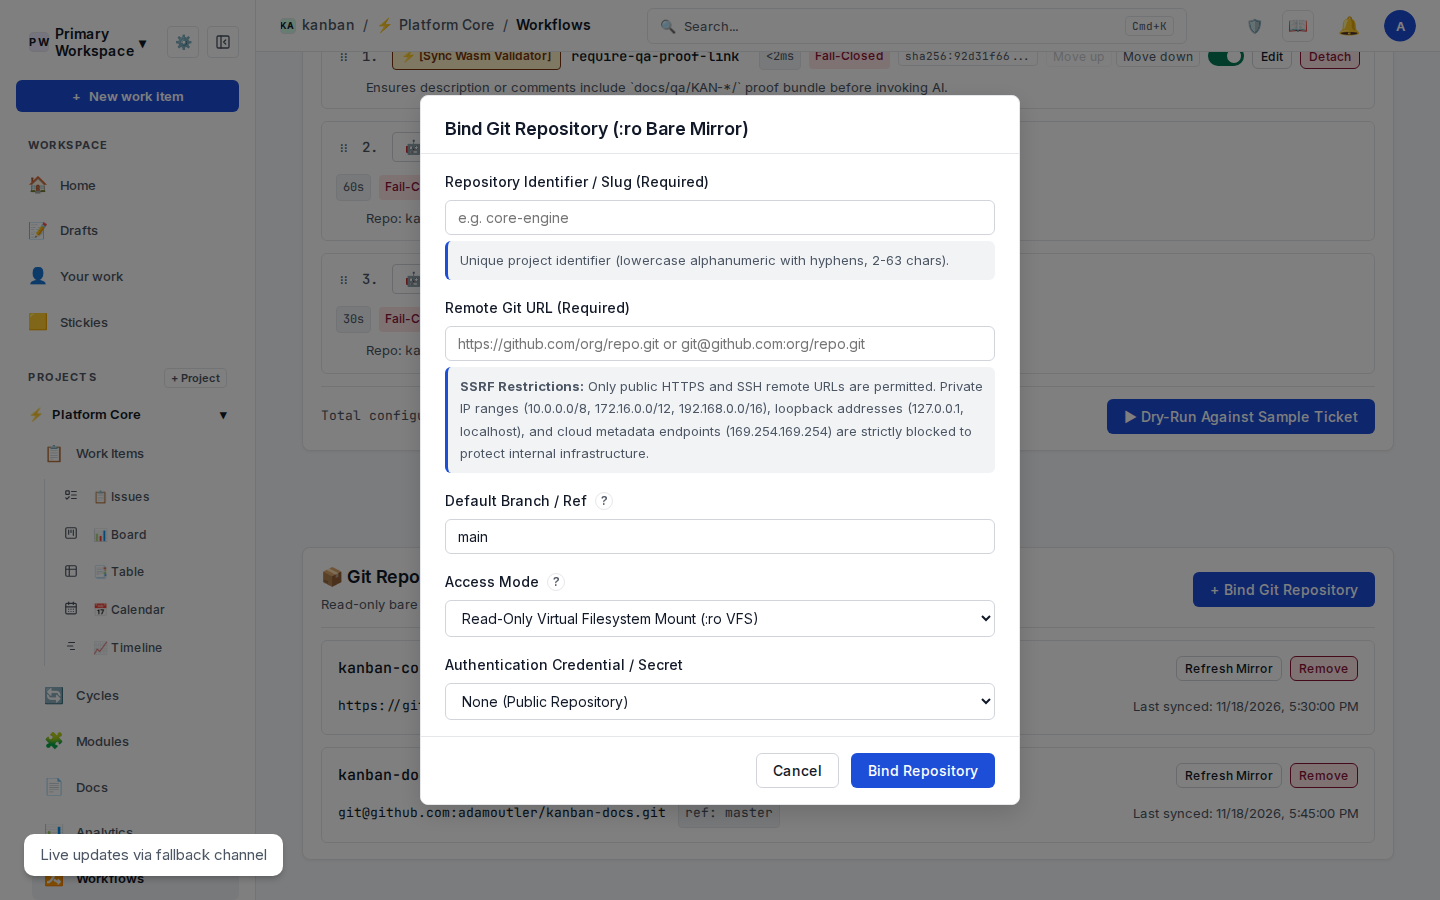 PW Primary Workspace ▾
+ New work item
WORKSPACE
Home
Drafts
Your work
Stickies
PROJECTS + Project
Platform Core ▾
Work Items
Issues
Board
Table
Calendar
Timeline
Cycles
Modules
Docs
Analytics
Workflows
Live updates via fallback channel
KA kanban / ⚡ Platform Core / Workflows
Search... Cmd+K
A
1. ⚡ [Sync Wasm Validator] require-qa-proof-link <2ms Fail-Closed sha256:92d31f66... Move up Move down Edit Detach
Ensures description or comments include `docs/qa/KAN-*/` proof bundle before invoking AI.
2.
60s Fail-C
Repo: ka
3.
30s Fail-C
Repo: ka
Total configu
▶ Dry-Run Against Sample Ticket
Git Repo
Read-only bare
+ Bind Git Repository
kanban-co
Refresh Mirror Remove
https://git
Last synced: 11/18/2026, 5:30:00 PM
kanban-do
Refresh Mirror Remove
git@github.com:adamoutler/kanban-docs.git ref: master
Last synced: 11/18/2026, 5:45:00 PM
Bind Git Repository (:ro Bare Mirror)
Repository Identifier / Slug (Required)
e.g. core-engine
Unique project identifier (lowercase alphanumeric with hyphens, 2-63 chars).
Remote Git URL (Required)
https://github.com/org/repo.git or git@github.com:org/repo.git
SSRF Restrictions: Only public HTTPS and SSH remote URLs are permitted. Private
IP ranges (10.0.0.0/8, 172.16.0.0/12, 192.168.0.0/16), loopback addresses (127.0.0.1,
localhost), and cloud metadata endpoints (169.254.169.254) are strictly blocked to
protect internal infrastructure.
Default Branch / Ref ?
main
Access Mode ?
Read-Only Virtual Filesystem Mount (:ro VFS)
Authentication Credential / Secret
None (Public Repository)
Cancel
Bind Repository